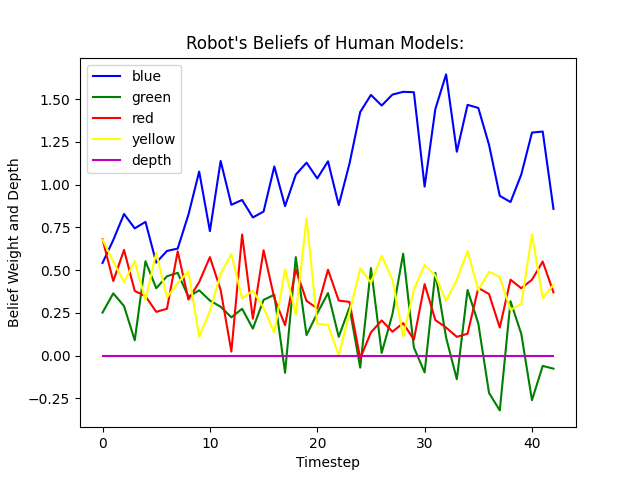 Robot's Beliefs of Human Models:
blue
green
red
yellow
depth
Belief Weight and Depth
1.50
1.25
1.00
0.75
0.50
0.25
0.00
−0.25
0 10 20 30 40
Timestep